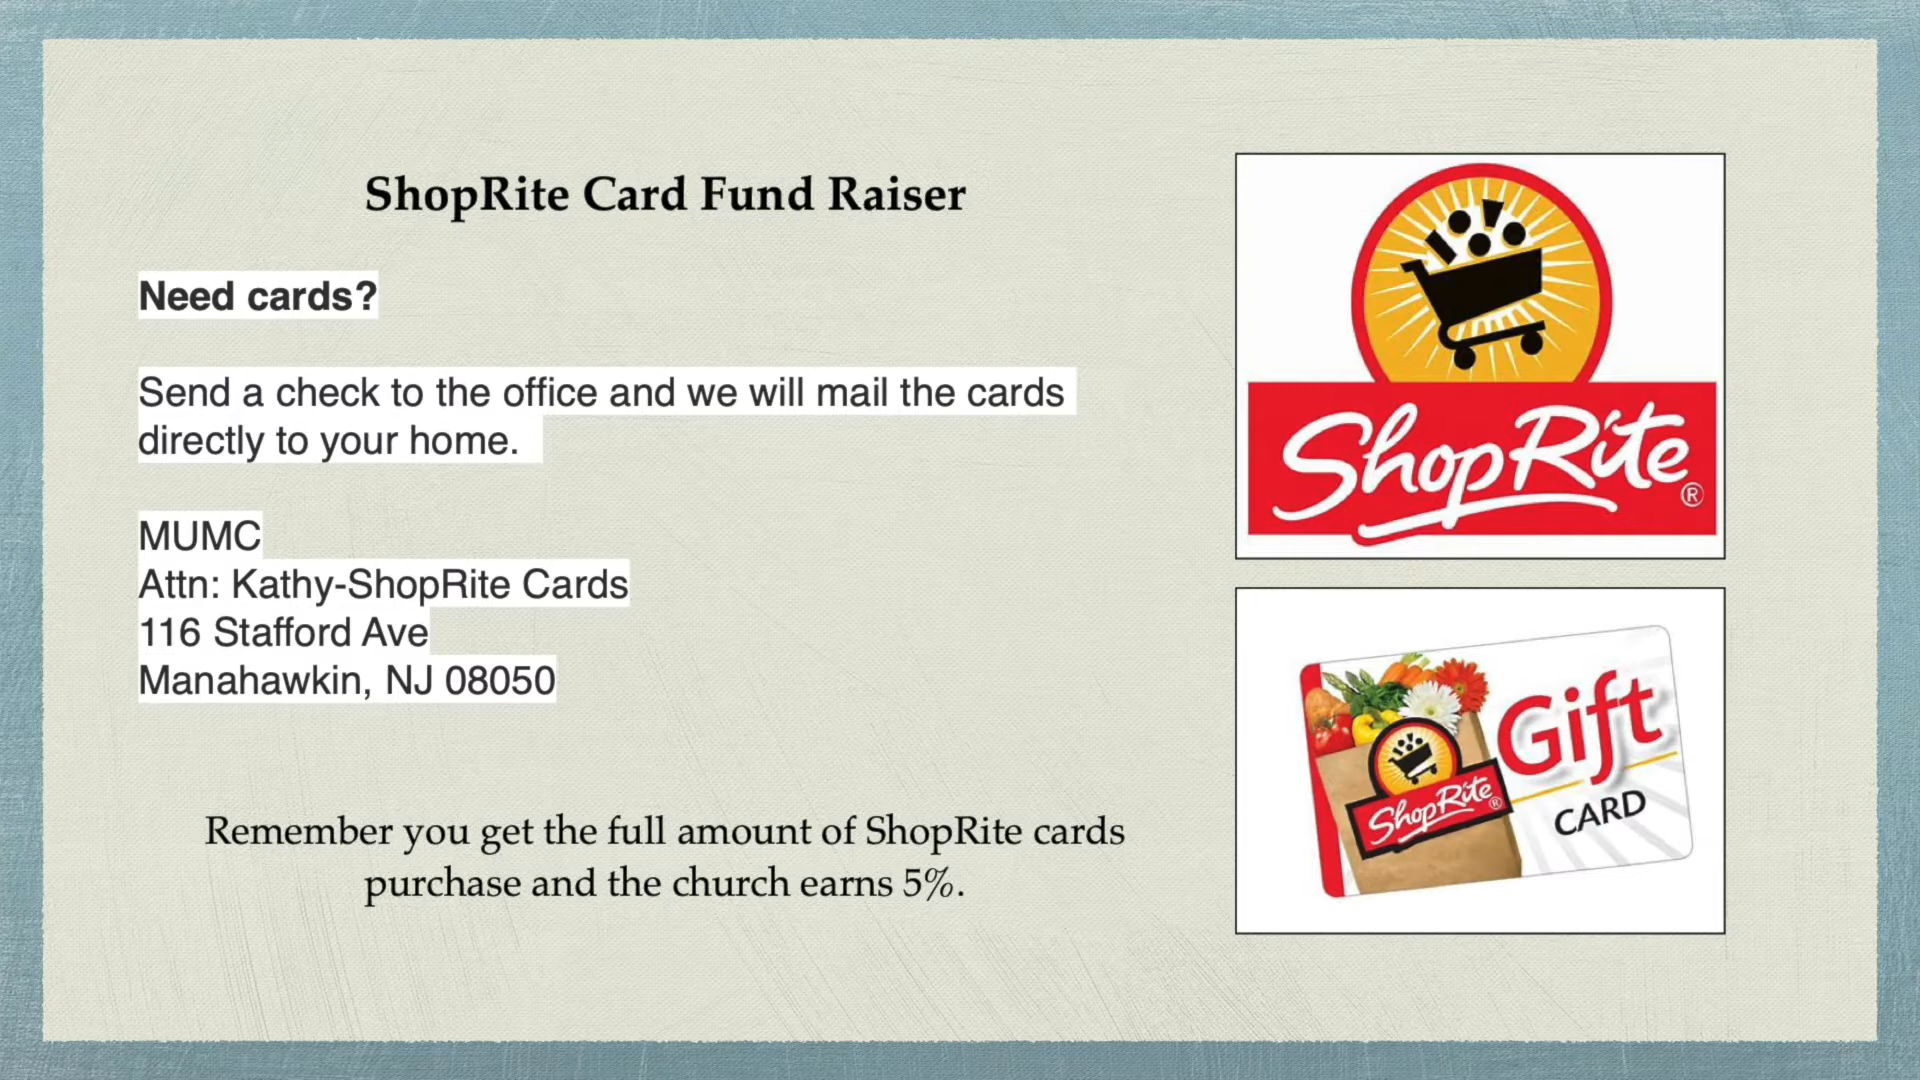 ShopRite Card Fund Raiser
Need cards?
Send a check to the office and we will mail the cards
directly to your home.
MUMC
Attn: Kathy-ShopRite Cards
116 Stafford Ave
Manahawkin, NJ 08050
Remember you get the full amount of ShopRite cards
purchase and the church earns 5%.
ShopRite®
Gift
CARD
ShopRite®